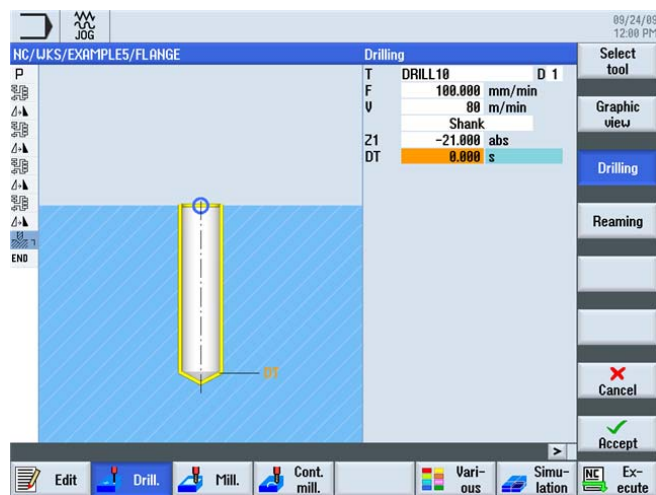 JOG
09/24/09
12:00 PM
NC/WKS/EXAMPLE5/FLANGE
Drilling
T DRILL10 D 1
F 100.000 mm/min
V 80 m/min
Shank
Z1 -21.000 abs
DT 0.000 s
P
END
DT
Select
tool
Graphic
view
Drilling
Reaming
Cancel
Accept
>
Edit
Drill.
Mill.
Cont.
mill.
Vari-
ous
Simu-
lation
NC
Ex-
ecute